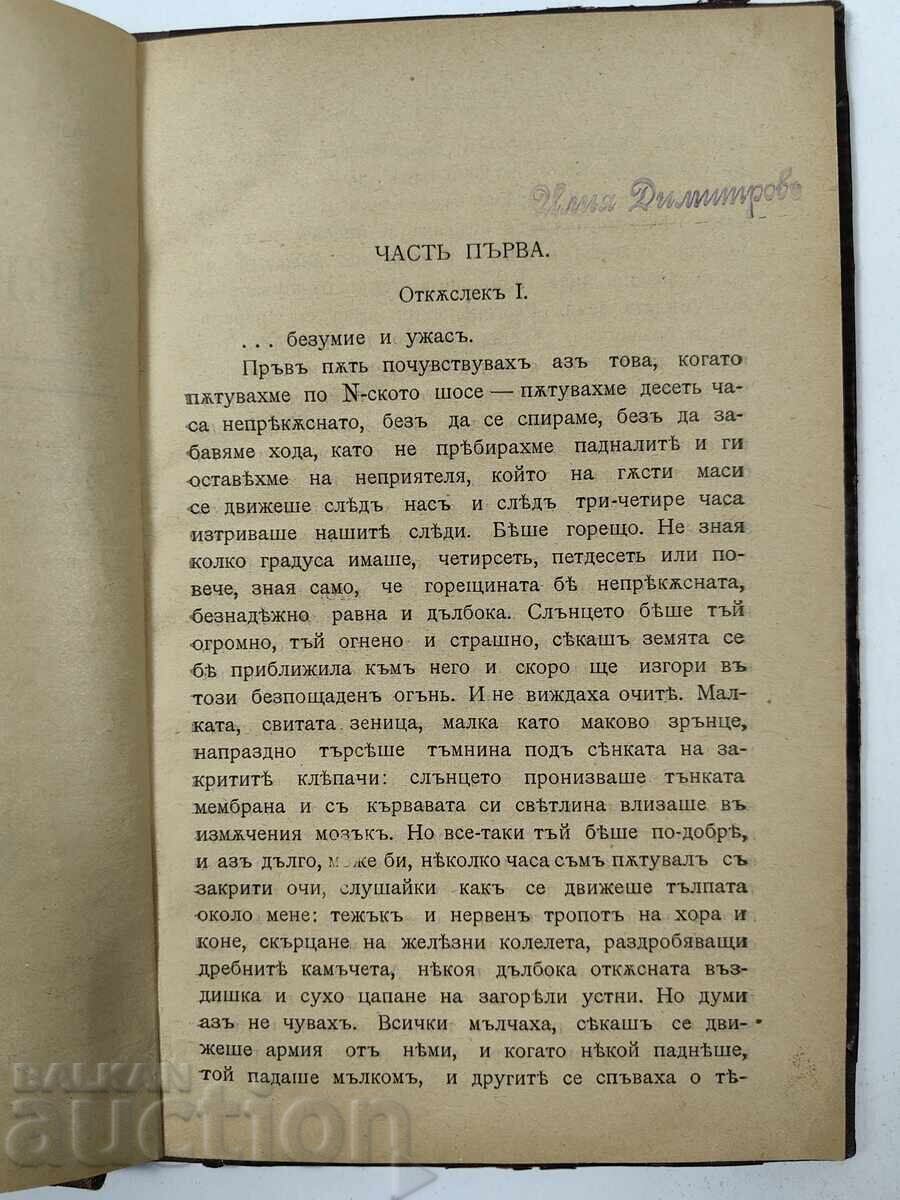 Илия Димитровъ
ЧАСТЬ ПЪРВА.
Откѫслекъ I.
... безумие и ужасъ.
Пръвъ пѫть почувствувахъ азъ това, когато
пѫтувахме по N-ското шосе — пѫтувахме десеть ча-
са непрѣкѫснато, безъ да се спираме, безъ да за-
бавяме хода, като не прѣбирахме падналитѣ и ги
оставѣхме на неприятеля, който на гѫсти маси
се движеше слѣдъ насъ и слѣдъ три-четире часа
изтриваше нашитѣ слѣди. Бѣше горещо. Не зная
колко градуса имаше, четирсеть, петдесеть или по-
вече, зная само, че горещината бѣ непрѣкѫсната,
безнадѣжно равна и дълбока. Слънцето бѣше тъй
огромно, тъй огнено и страшно, сѣкашъ земята се
бѣ приближила къмъ него и скоро ще изгори въ
този безпощаденъ огънь. И не виждаха очитѣ. Мал-
ката, свитата зеница, малка като маково зрънце,
напраздно търсѣше тъмнина подъ сѣнката на за-
крититѣ клѣпачи: слънцето пронизваше тънката
мембрана и съ кървавата си свѣтлина влизаше въ
измѫчения мозъкъ. Но все-таки тъй бѣше по-добрѣ,
и азъ дълго, може би, нѣколко часа съмъ пѫтувалъ съ
закрити очи, слушайки какъ се движеше тълпата
около мене: тежъкъ и нервенъ тропотъ на хора и
коне, скърцане на желѣзни колелета, раздробяващи
дребнитѣ камъчета, нѣкоя дълбока откѫсната въз-
дишка и сухо цапане на загорѣли устни. Но думи
азъ не чувахъ. Всички мълчаха, сѣкашъ се дви-
жеше армия отъ нѣми, и когато нѣкой паднѣше,
той падаше мълкомъ, и другитѣ се спъваха о тѣ-
BALKAN
auction